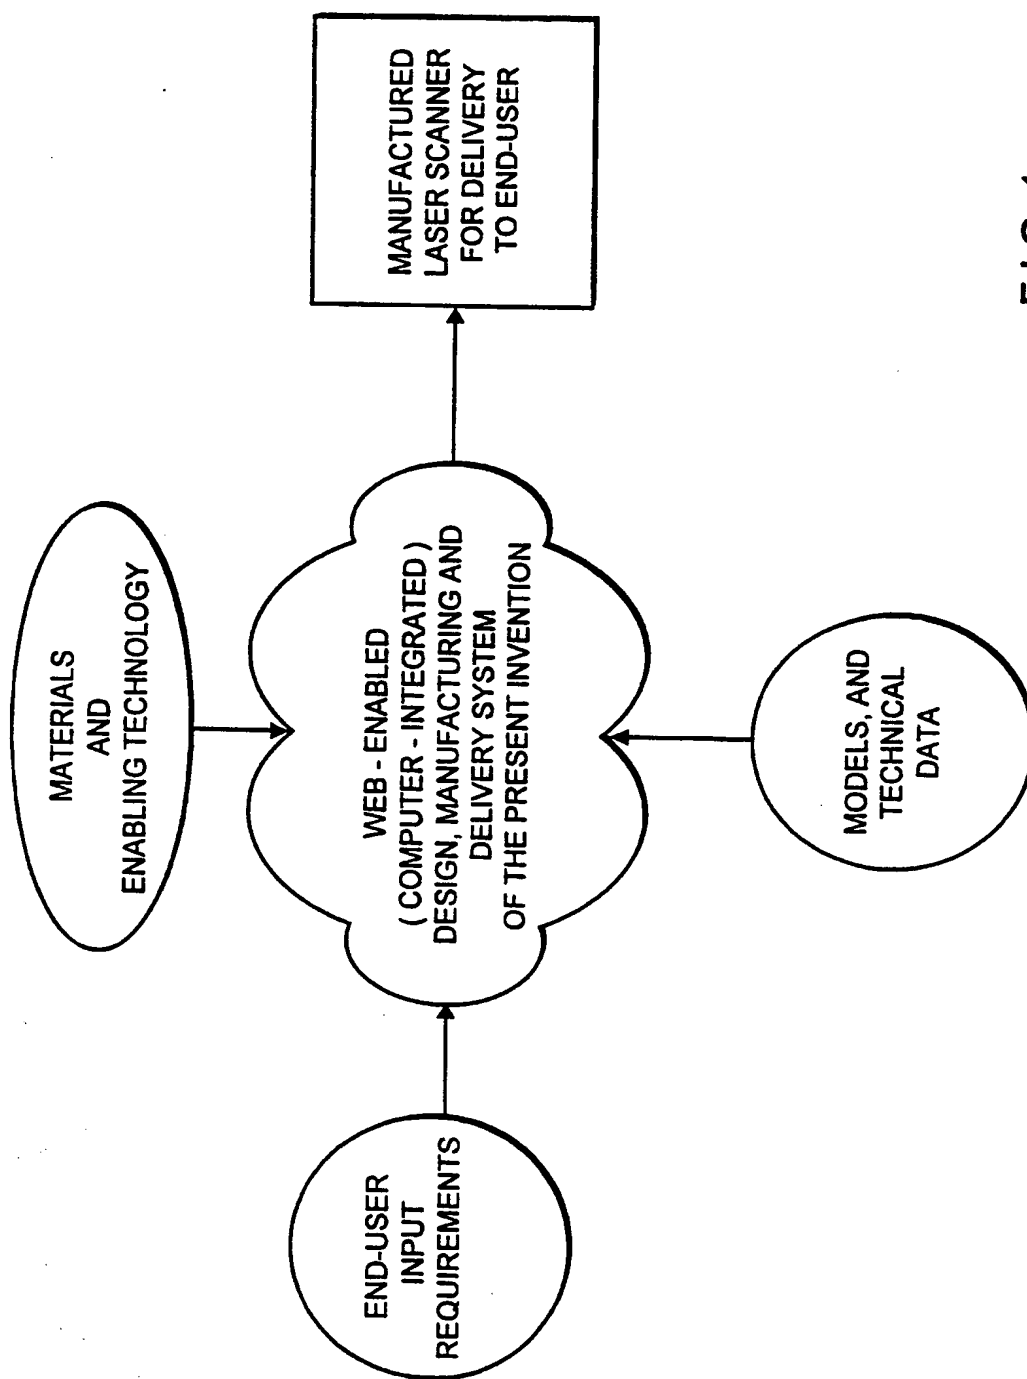 MATERIALS
AND
ENABLING TECHNOLOGY
END-USER
INPUT
REQUIREMENTS
WEB - ENABLED
( COMPUTER - INTEGRATED )
DESIGN, MANUFACTURING AND
DELIVERY SYSTEM
OF THE PRESENT INVENTION
MANUFACTURED
LASER SCANNER
FOR DELIVERY
TO END-USER
MODELS, AND
TECHNICAL
DATA